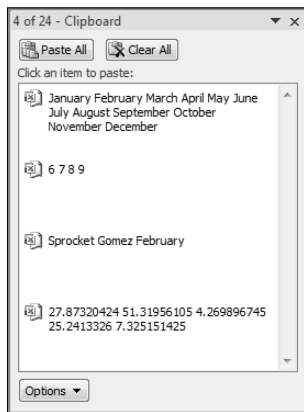 4 of 24 - Clipboard
Paste All
Clear All
Click an item to paste:
January February March April May June
July August September October
November December
6 7 8 9
Sprocket Gomez February
27.87320424 51.31956105 4.269896745
25.2413326 7.325151425
Options